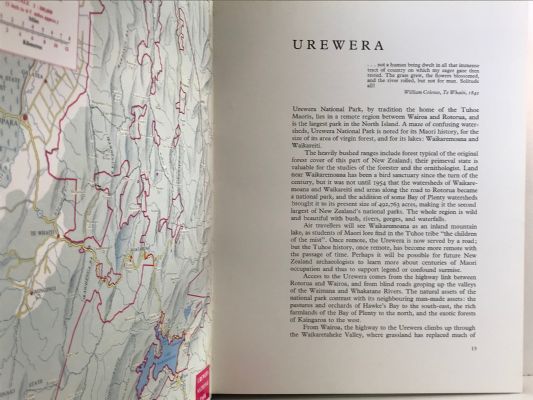 UREWERA
. . . not a human being dwelt in all that immense
tract of country on which my eager gaze then
rested. The grass grew, the flowers blossomed,
and the river rolled, but not for man. Solitude
all!
William Colenso, Te Whaiti, 1842
Urewera National Park, by tradition the home of the Tuhoe
Maoris, lies in a remote region between Wairoa and Rotorua, and
is the largest park in the North Island. A maze of confusing water-
sheds, Urewera National Park is noted for its Maori history, for the
size of its area of virgin forest, and for its lakes: Waikaremoana and
Waikareiti.
The heavily bushed ranges include forest typical of the original
forest cover of this part of New Zealand; their primeval state is
valuable for the studies of the forester and the ornithologist. Land
near Waikaremoana has been a bird sanctuary since the turn of the
century, but it was not until 1954 that the watersheds of Waikare-
moana and Waikareiti and areas along the road to Rotorua became
a national park, and the addition of some Bay of Plenty watersheds
brought it to its present size of 492,763 acres, making it the second
largest of New Zealand's national parks. The whole region is wild
and beautiful with bush, rivers, gorges, and waterfalls.
Air travellers will see Waikaremoana as an inland mountain
lake, as students of Maori lore find in the Tuhoe tribe "the children
of the mist". Once remote, the Urewera is now served by a road;
but the Tuhoe history, once remote, has become more remote with
the passage of time. Perhaps it will be possible for future New
Zealand archaeologists to learn more about centuries of Maori
occupation and thus to support legend or confound surmise.
Access to the Urewera comes from the highway link between
Rotorua and Wairoa, and from blind roads groping up the valleys
of the Waimana and Whakatane Rivers. The natural assets of the
national park contrast with its neighbouring man-made assets: the
pastures and orchards of Hawke's Bay to the south-east, the rich
farmlands of the Bay of Plenty to the north, and the exotic forests
of Kaingaroa to the west.
From Wairoa, the highway to the Urewera climbs up through
the Waikaretaheke Valley, where grassland has replaced much of
15